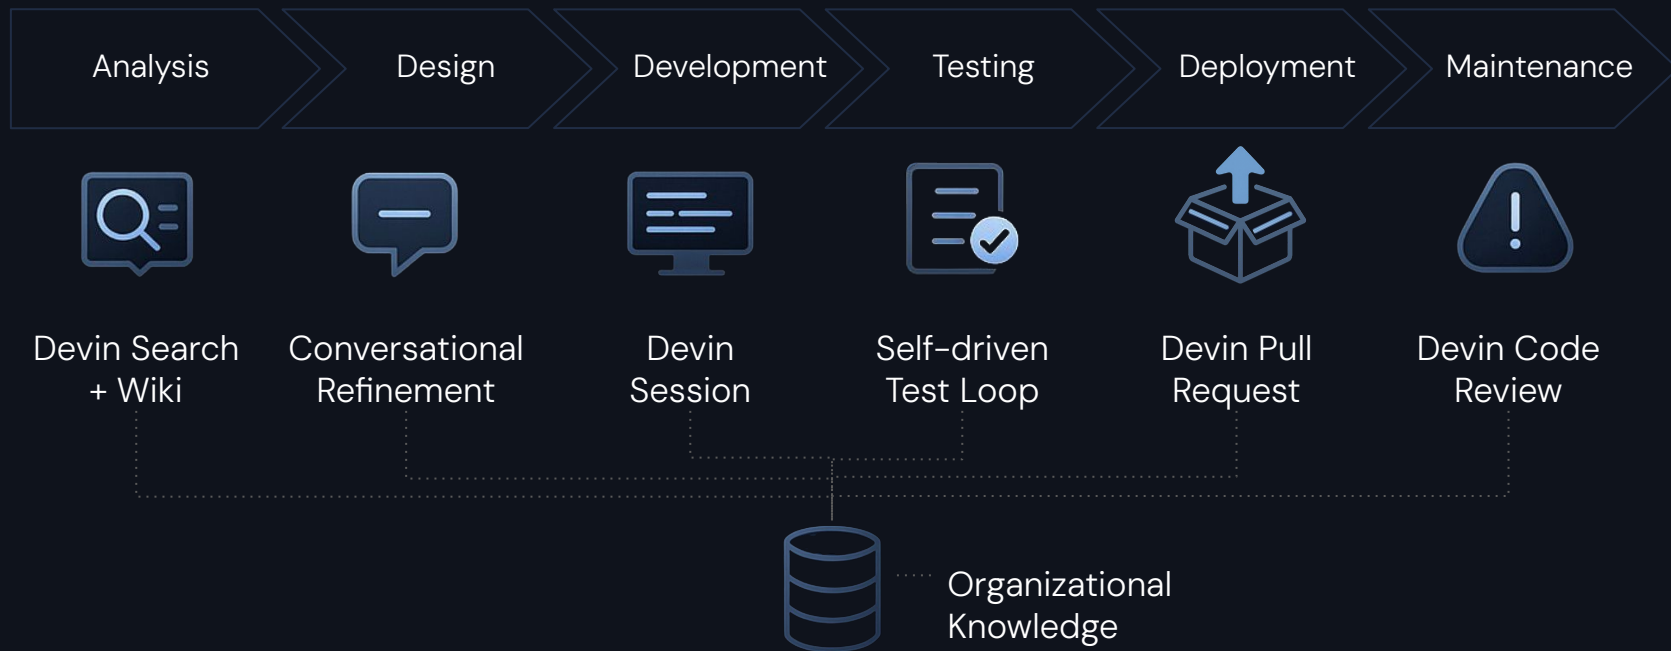 Analysis
Design
Development
Testing
Deployment
Maintenance
Devin Search
+ Wiki
Conversational
Refinement
Devin
Session
Self-driven
Test Loop
Devin Pull
Request
Devin Code
Review
Organizational
Knowledge